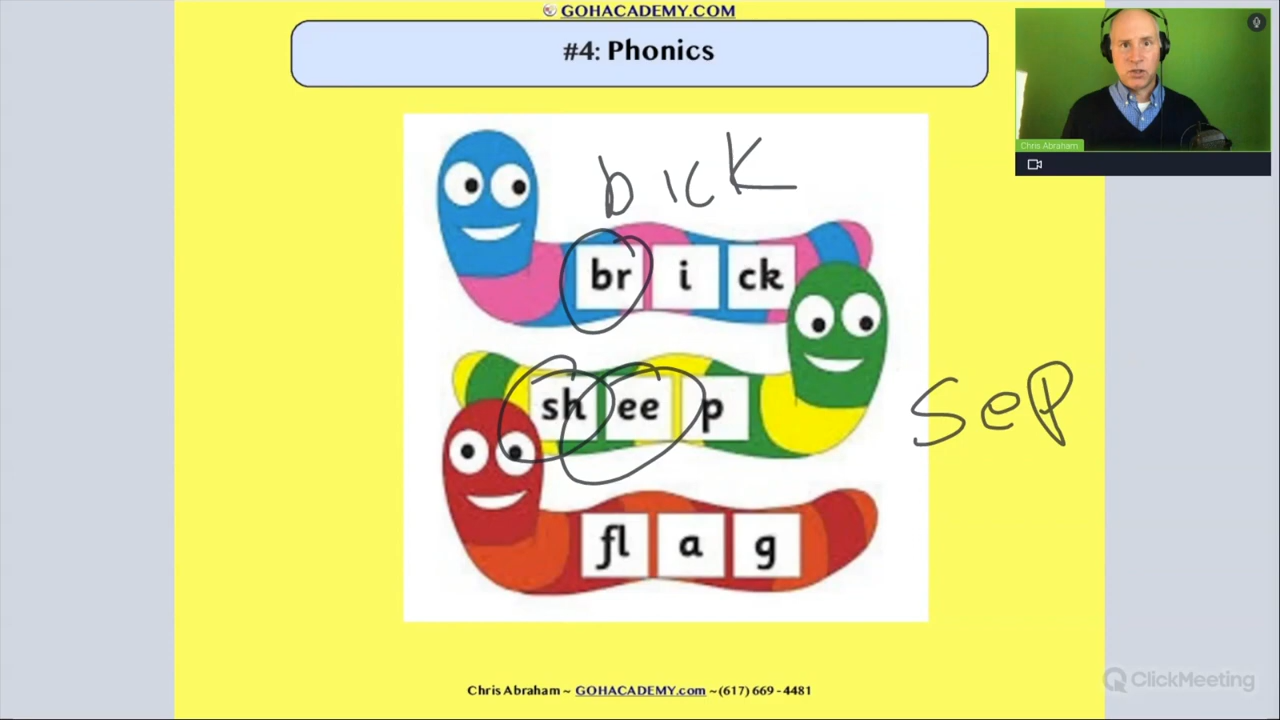 GOHACADEMY.COM
#4: Phonics
Chris Abraham
bick
br i ck
sh ee p
sep
fl a g
Chris Abraham ~ GOHACADEMY.com ~(617) 669 - 4481
ClickMeeting